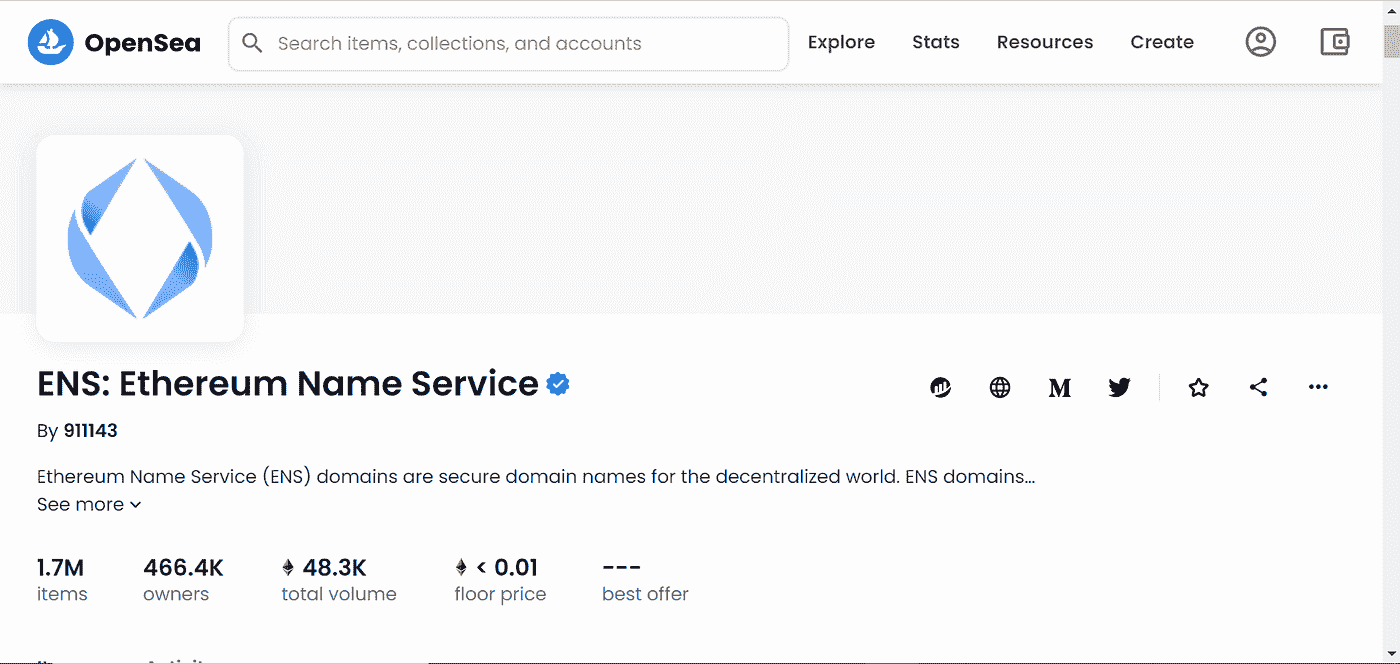 OpenSea Search items, collections, and accounts Explore Stats Resources Create
ENS: Ethereum Name Service
By 911143
Ethereum Name Service (ENS) domains are secure domain names for the decentralized world. ENS domains...
See more
1.7M 466.4K 48.3K < 0.01 ---
items owners total volume floor price best offer